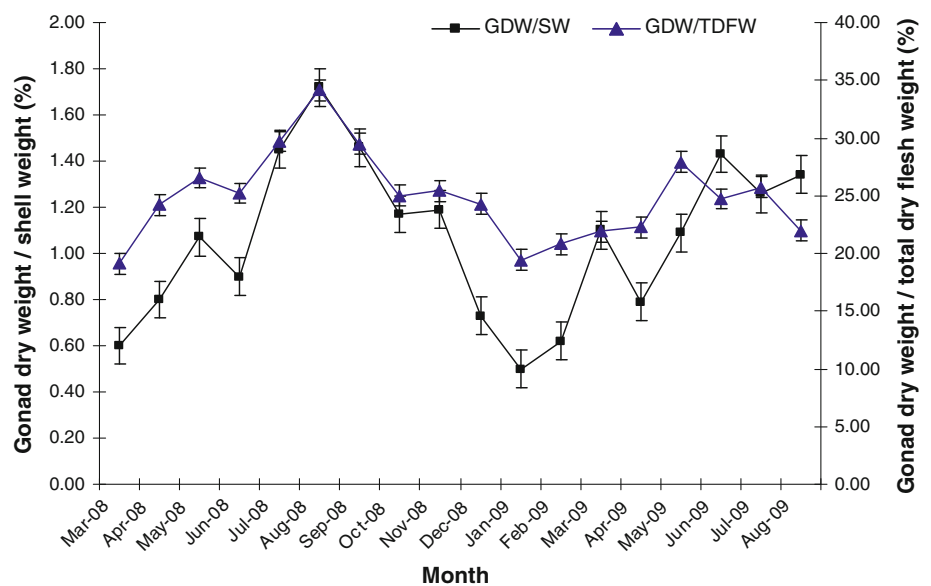 GDW/SW GDW/TDFW
Gonad dry weight / shell weight (%)
2.00
1.80
1.60
1.40
1.20
1.00
0.80
0.60
0.40
0.20
0.00
40.00
35.00
30.00
25.00
20.00
15.00
10.00
5.00
0.00
Gonad dry weight / total dry flesh weight (%)
Mar-08
Apr-08
May-08
Jun-08
Jul-08
Aug-08
Sep-08
Oct-08
Nov-08
Dec-08
Jan-09
Feb-09
Mar-09
Apr-09
May-09
Jun-09
Jul-09
Aug-09
Month